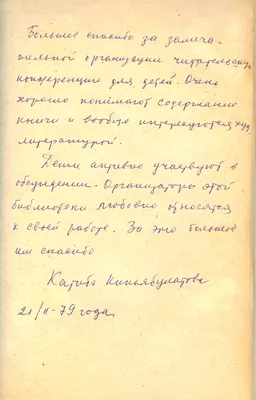 Большое спасибо за замеча-
тельной организации читательскую
конференцию для детей. Очень
хорошо понимают содержание
книги и вообще интересуются худ.
литературой.
Дети активно участвуют в
обсуждении. Организаторы этой
библиотеки любовно относятся
к своей работе. За это большое
им спасибо
Катиба Киньябулатова
21/II-79 года